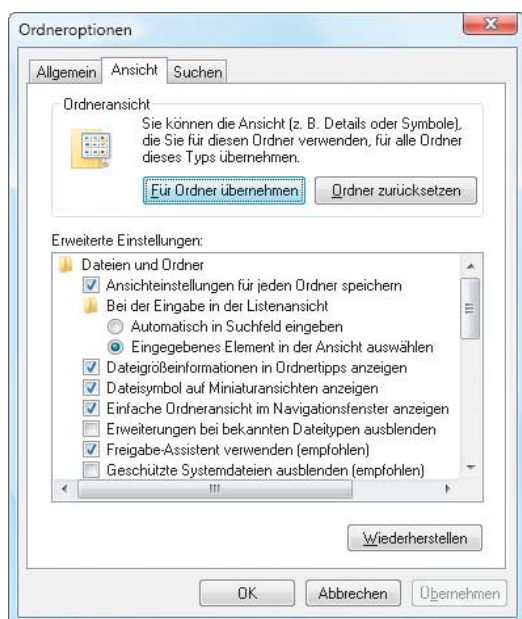 Ordneroptionen
Allgemein Ansicht Suchen
Ordneransicht
Sie können die Ansicht (z. B. Details oder Symbole),
die Sie für diesen Ordner verwenden, für alle Ordner
dieses Typs übernehmen.
Für Ordner übernehmen Ordner zurücksetzen
Erweiterte Einstellungen:
Dateien und Ordner
Ansichteinstellungen für jeden Ordner speichern
Bei der Eingabe in der Listenansicht
Automatisch in Suchfeld eingeben
Eingegebenes Element in der Ansicht auswählen
Dateigrößeinformationen in Ordnertipps anzeigen
Dateisymbol auf Miniaturansichten anzeigen
Einfache Ordneransicht im Navigationsfenster anzeigen
Erweiterungen bei bekannten Dateitypen ausblenden
Freigabe-Assistent verwenden (empfohlen)
Geschützte Systemdateien ausblenden (empfohlen)
Wiederherstellen
OK Abbrechen Übernehmen